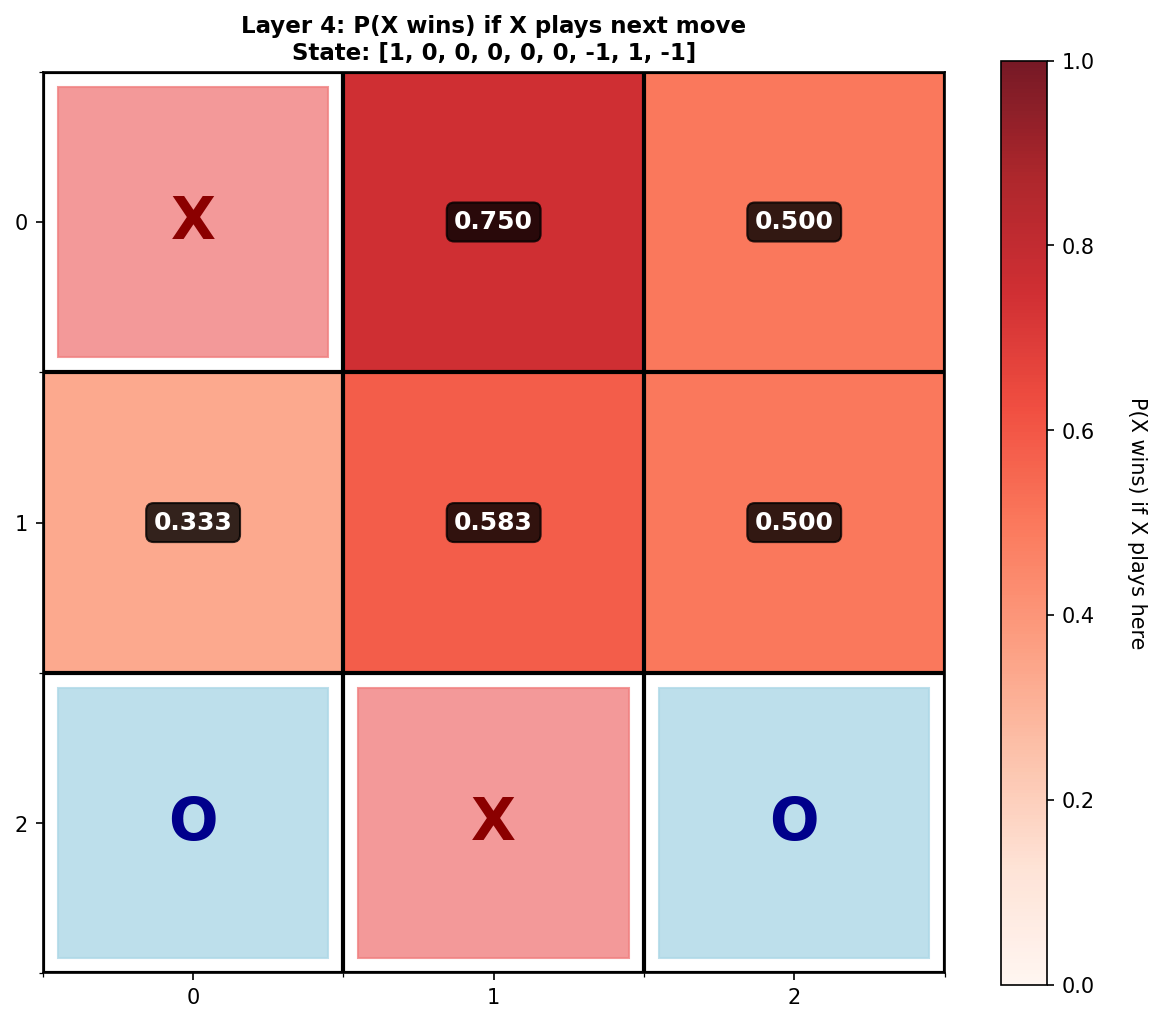 Layer 4: P(X wins) if X plays next move
State: [1, 0, 0, 0, 0, 0, -1, 1, -1]
0
X
0.750
0.500
1
0.333
0.583
0.500
2
O
X
O
0
1
2
1.0
0.8
0.6
0.4
0.2
0.0
P(X wins) if X plays here